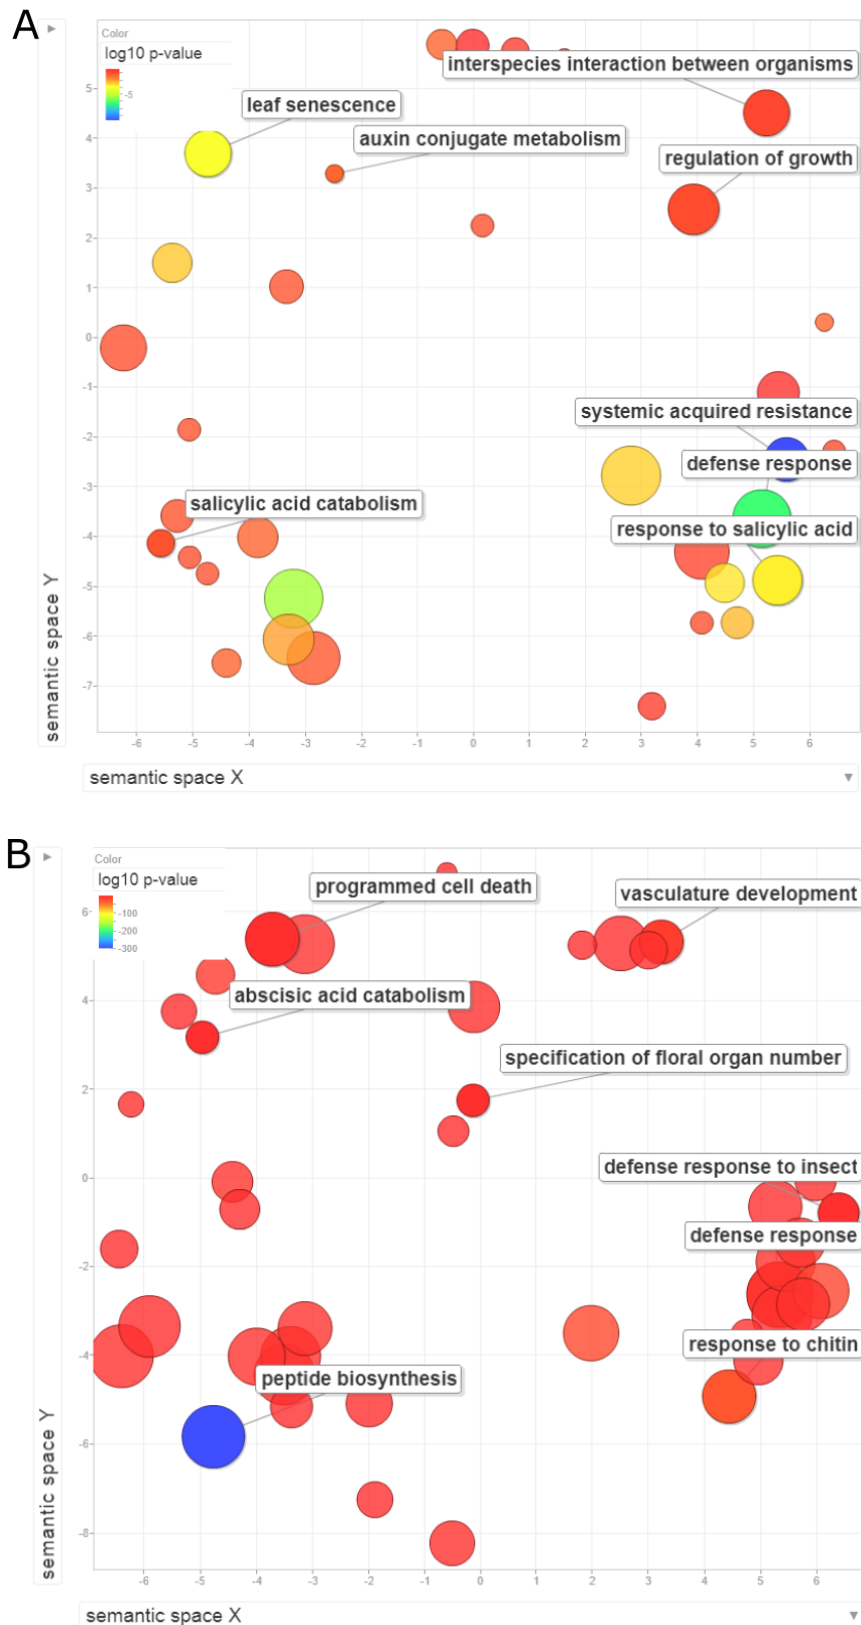 A
Color
log10 p-value
-5
interspecies interaction between organisms
leaf senescence
auxin conjugate metabolism
regulation of growth
systemic acquired resistance
defense response
salicylic acid catabolism
response to salicylic acid
5
4
3
2
1
0
-1
-2
-3
-4
-5
-6
-7
semantic space Y
-6 -5 -4 -3 -2 -1 0 1 2 3 4 5 6
semantic space X
B
Color
log10 p-value
-100
-200
-300
programmed cell death
vasculature development
abscisic acid catabolism
specification of floral organ number
defense response to insect
defense response
response to chitin
peptide biosynthesis
6
4
2
0
-2
-4
-6
-8
semantic space Y
-6 -5 -4 -3 -2 -1 0 1 2 3 4 5 6
semantic space X